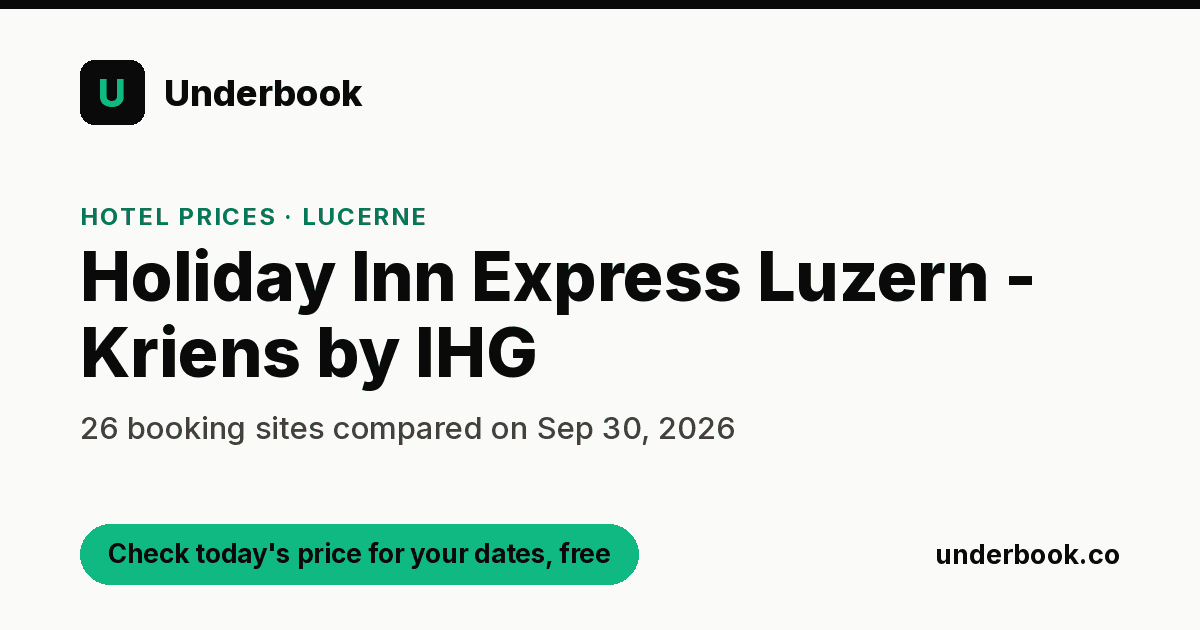 U
Underbook
HOTEL PRICES · LUCERNE
Holiday Inn Express Luzern -
Kriens by IHG
26 booking sites compared on Sep 30, 2026
Check today's price for your dates, free
underbook.co